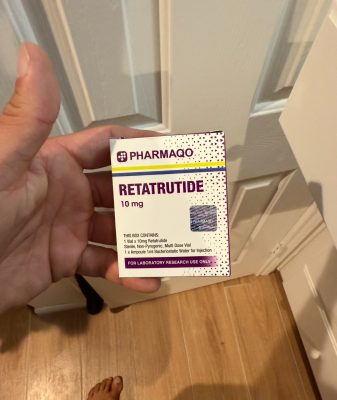 PHARMAQO
RETATRUTIDE
10 mg
THIS BOX CONTAINS:
1 Vial x 10mg Retatrutide
Sterile, Non-Pyrogenic, Multi Dose Vial
1 x Ampoule 1ml Bacteriostatic Water for Injection
FOR LABORATORY RESEARCH USE ONLY